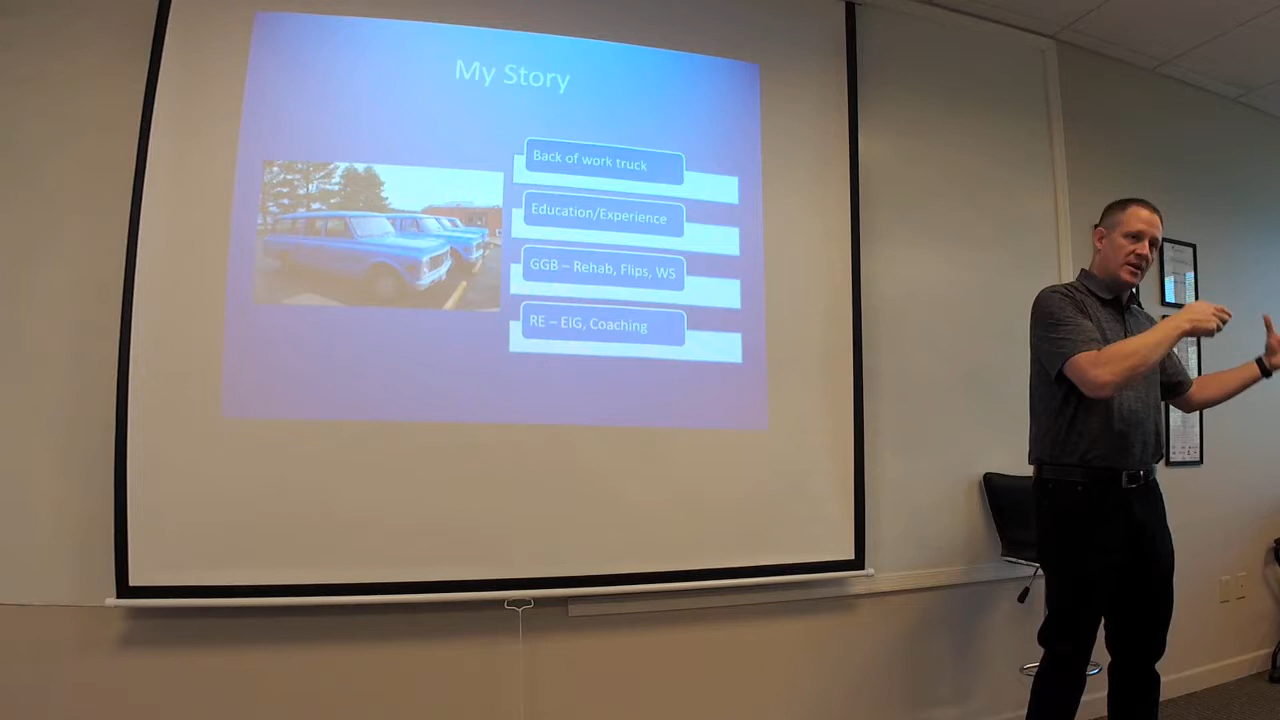 My Story
Back of work truck
Education/Experience
GGB – Rehab, Flips, WS
RE – EIG, Coaching